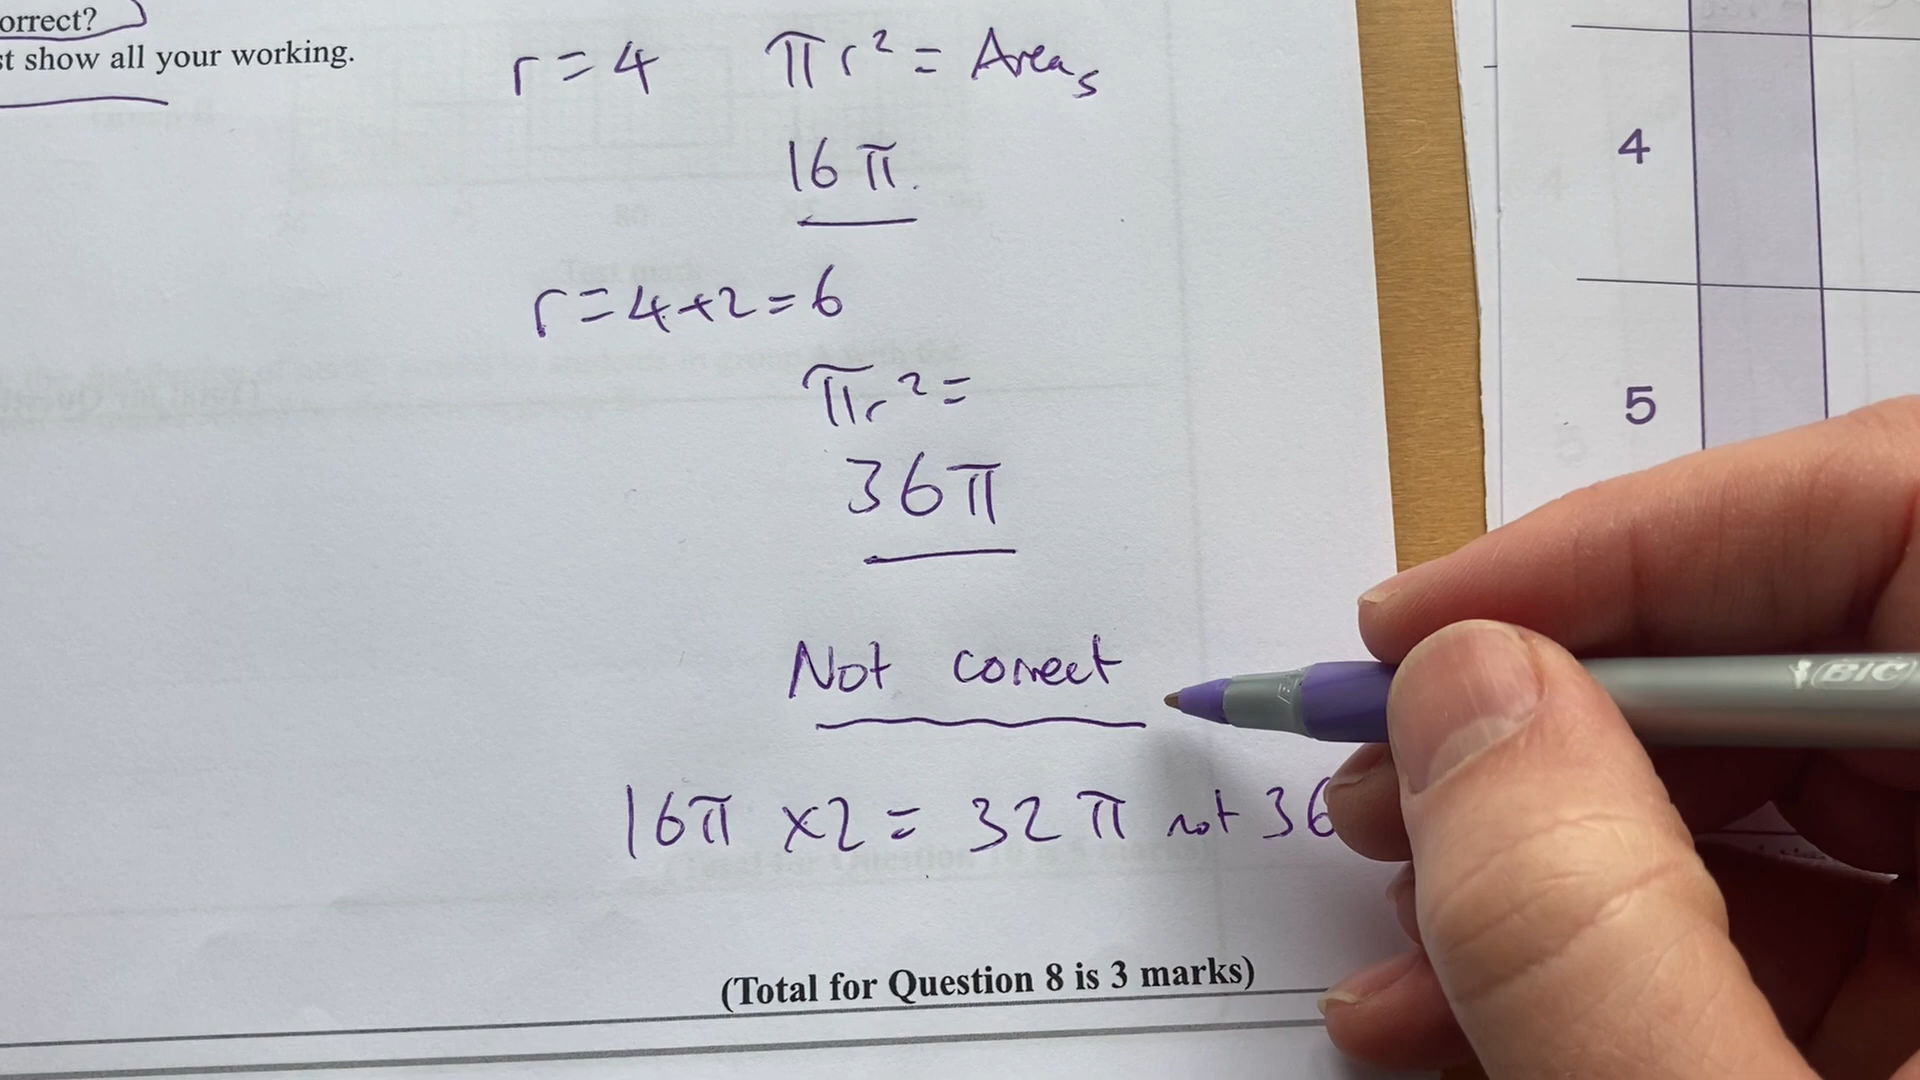 orrect?
st show all your working.
r = 4 πr² = Areas
16π.
r = 4+2 = 6
πr² =
36π
Not correct
16π ×2 = 32π not 36
(Total for Question 8 is 3 marks)
4
5
BIC